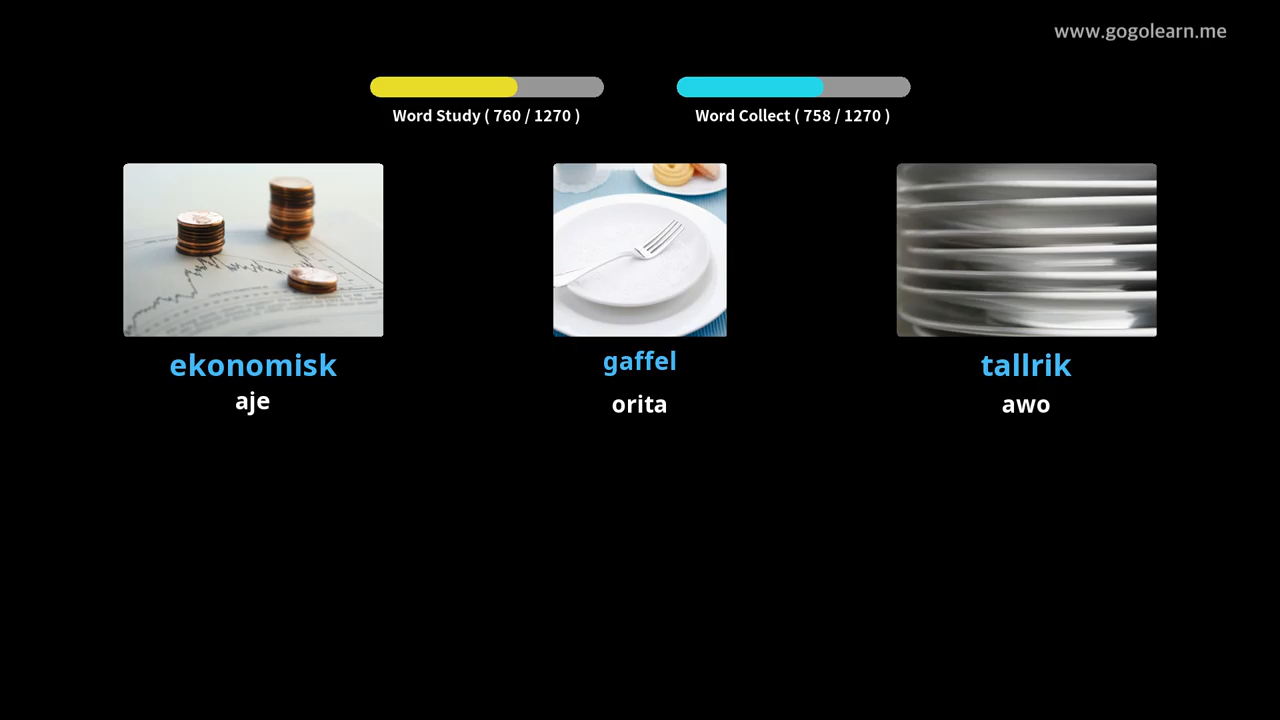 www.gogolearn.me
Word Study ( 760 / 1270 )
Word Collect ( 758 / 1270 )
ekonomisk
aje
gaffel
orita
tallrik
awo